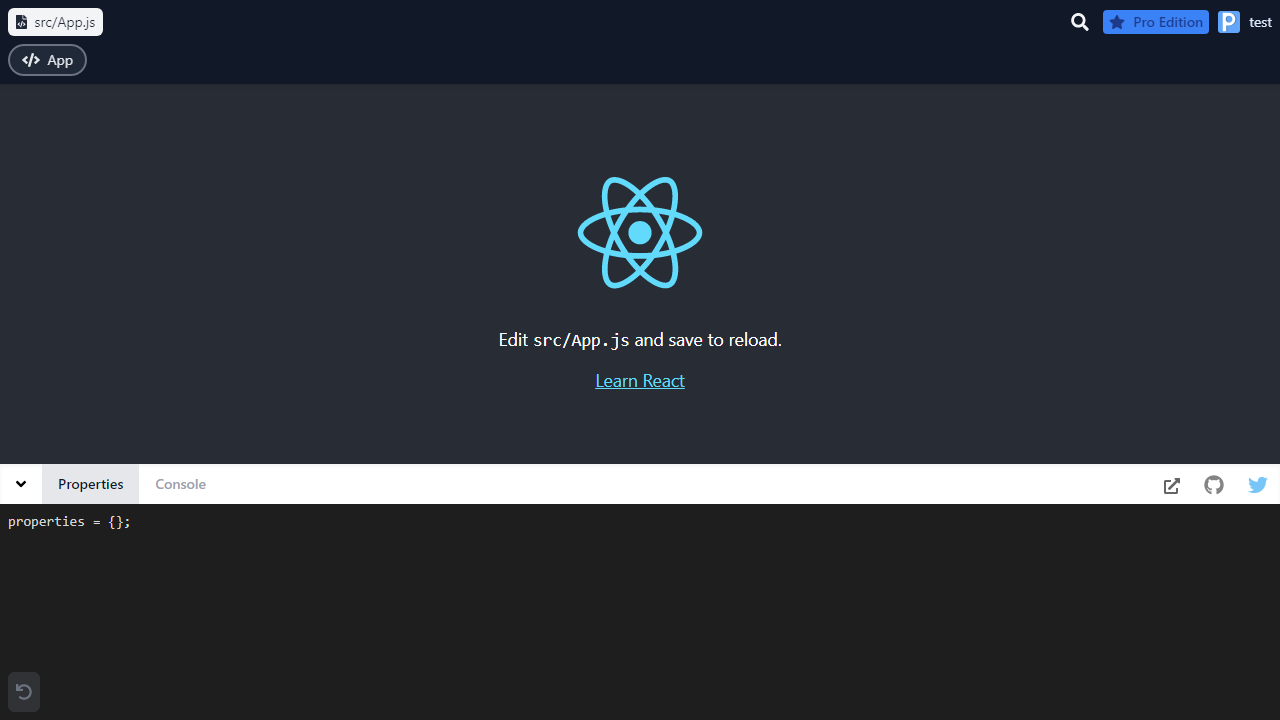 src/App.js
Pro Edition
test
App
Edit src/App.js and save to reload.
Learn React
Properties
Console
properties = {};